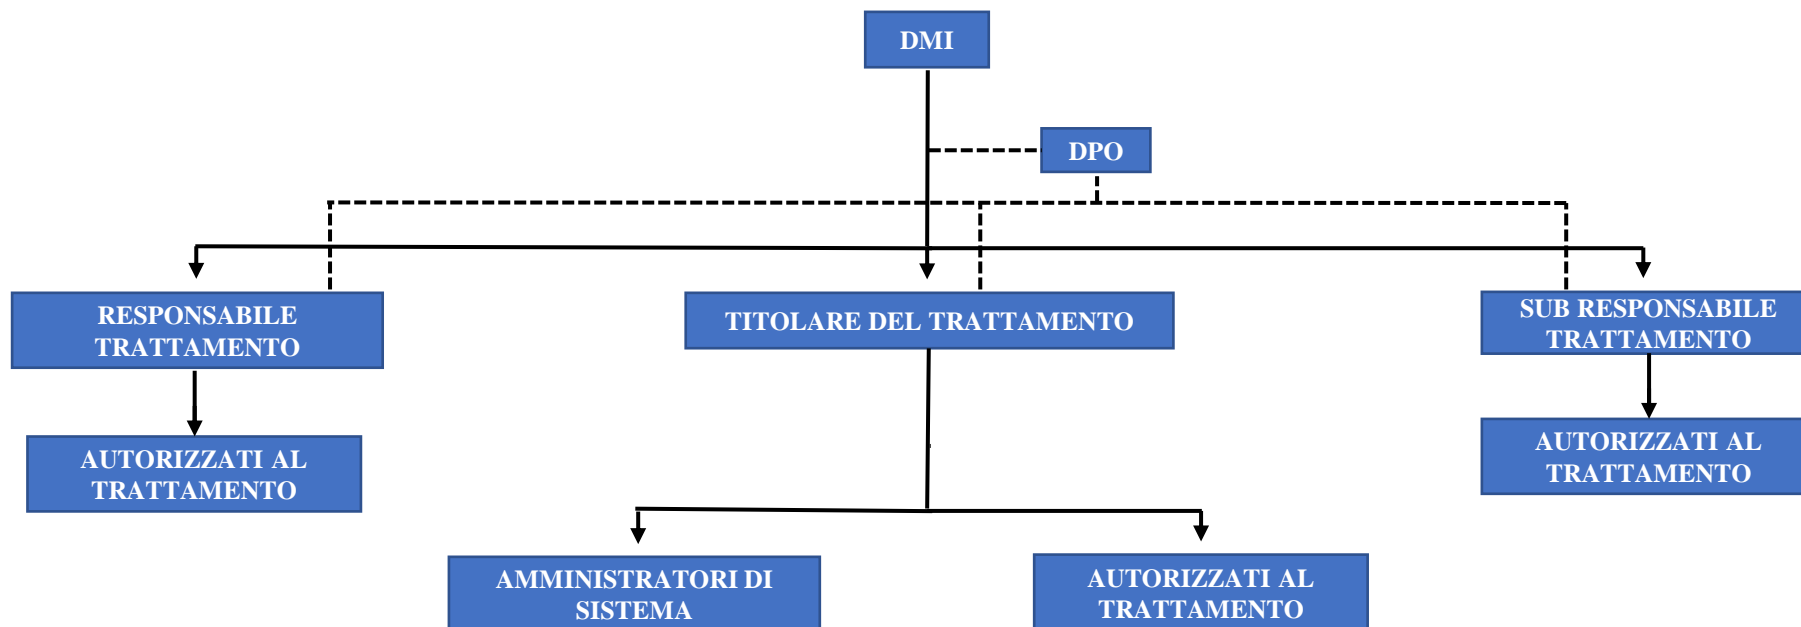 DMI
DPO
RESPONSABILE
TRATTAMENTO
TITOLARE DEL TRATTAMENTO
SUB RESPONSABILE
TRATTAMENTO
AUTORIZZATI AL
TRATTAMENTO
AUTORIZZATI AL
TRATTAMENTO
AMMINISTRATORI DI
SISTEMA
AUTORIZZATI AL
TRATTAMENTO